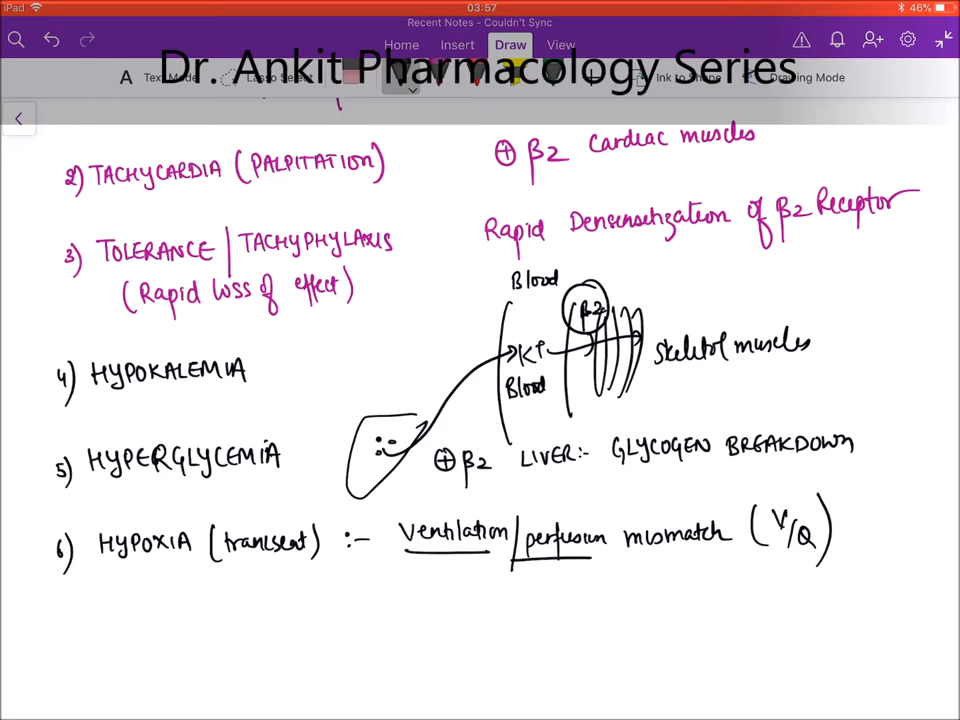 iPad 03:57 46%
Recent Notes - Couldn't Sync
Home Insert Draw View
Dr. Ankit Pharmacology Series
A Text Mode Lasso Select Ink to Shape Drawing Mode
2) TACHYCARDIA (PALPITATION) ⊕ β2 Cardiac muscles
3) TOLERANCE | TACHYPHYLAXIS Rapid Densensetization of β2 Receptor
(Rapid loss of effect)
Blood
β2
K+ Skeletol muscles
Blood
4) HYPOKALEMIA
5) HYPERGLYCEMIA ⊕ β2 LIVER:- GLYCOGEN BREAKDOWN
6) HYPOXIA (transeat) :- Ventilation/perfusion mismatch (V/Q)